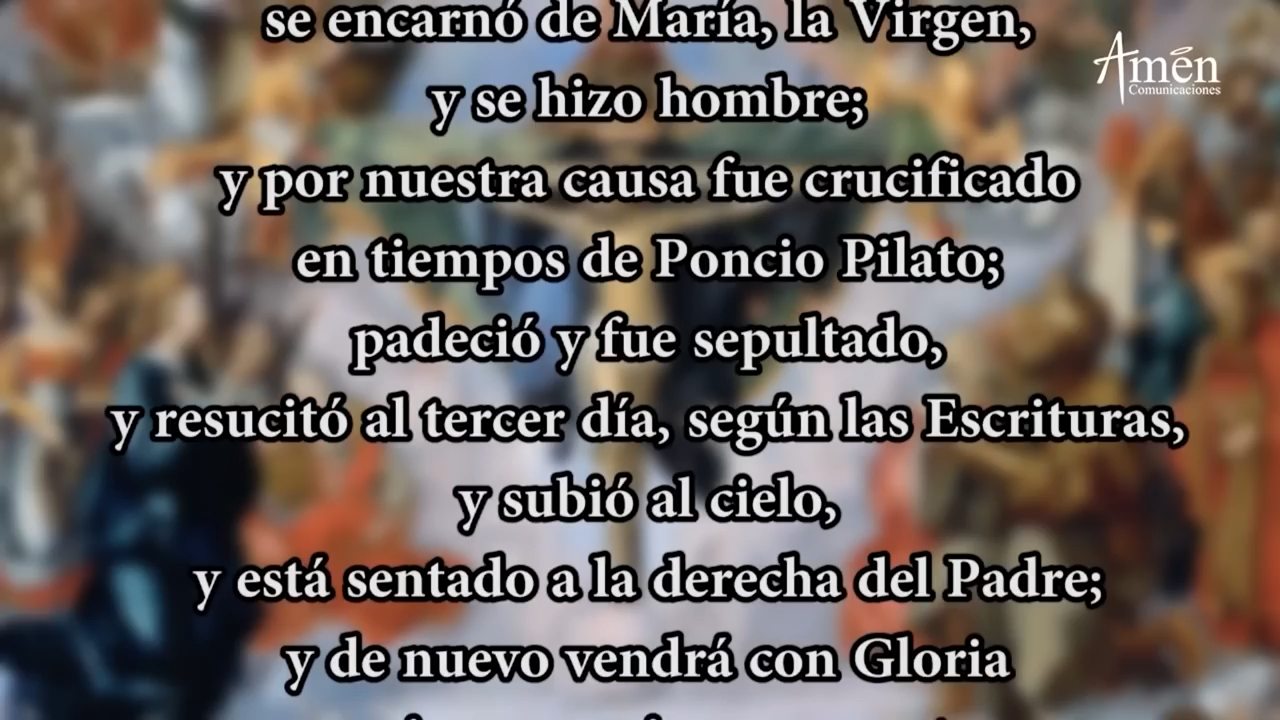 se encarnó de María, la Virgen,
Amén
Comunicaciones
y se hizo hombre;
y por nuestra causa fue crucificado
en tiempos de Poncio Pilato;
padeció y fue sepultado,
y resucitó al tercer día, según las Escrituras,
y subió al cielo,
y está sentado a la derecha del Padre;
y de nuevo vendrá con Gloria